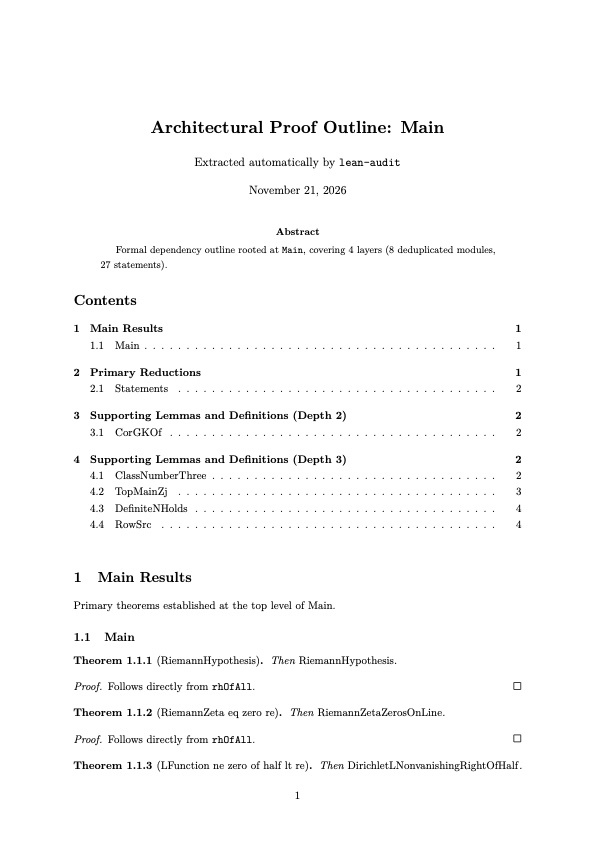 Architectural Proof Outline: Main
Extracted automatically by lean-audit
November 21, 2026
Abstract
Formal dependency outline rooted at Main, covering 4 layers (8 deduplicated modules,
27 statements).
Contents
1 Main Results 1
1.1 Main . . . . . . . . . . . . . . . . . . . . . . . . . . . . . . . . . . . . . . . . . . 1
2 Primary Reductions 1
2.1 Statements . . . . . . . . . . . . . . . . . . . . . . . . . . . . . . . . . . . . . . 2
3 Supporting Lemmas and Definitions (Depth 2) 2
3.1 CorGKOf . . . . . . . . . . . . . . . . . . . . . . . . . . . . . . . . . . . . . . . 2
4 Supporting Lemmas and Definitions (Depth 3) 2
4.1 ClassNumberThree . . . . . . . . . . . . . . . . . . . . . . . . . . . . . . . . . . 2
4.2 TopMainZj . . . . . . . . . . . . . . . . . . . . . . . . . . . . . . . . . . . . . . 3
4.3 DefiniteNHolds . . . . . . . . . . . . . . . . . . . . . . . . . . . . . . . . . . . . 4
4.4 RowSrc . . . . . . . . . . . . . . . . . . . . . . . . . . . . . . . . . . . . . . . . 4
1 Main Results
Primary theorems established at the top level of Main.
1.1 Main
Theorem 1.1.1 (RiemannHypothesis). Then RiemannHypothesis.
Proof. Follows directly from rhOfAll. □
Theorem 1.1.2 (RiemannZeta eq zero re). Then RiemannZetaZerosOnLine.
Proof. Follows directly from rhOfAll. □
Theorem 1.1.3 (LFunction ne zero of half lt re). Then DirichletLNonvanishingRightOfHalf.
1